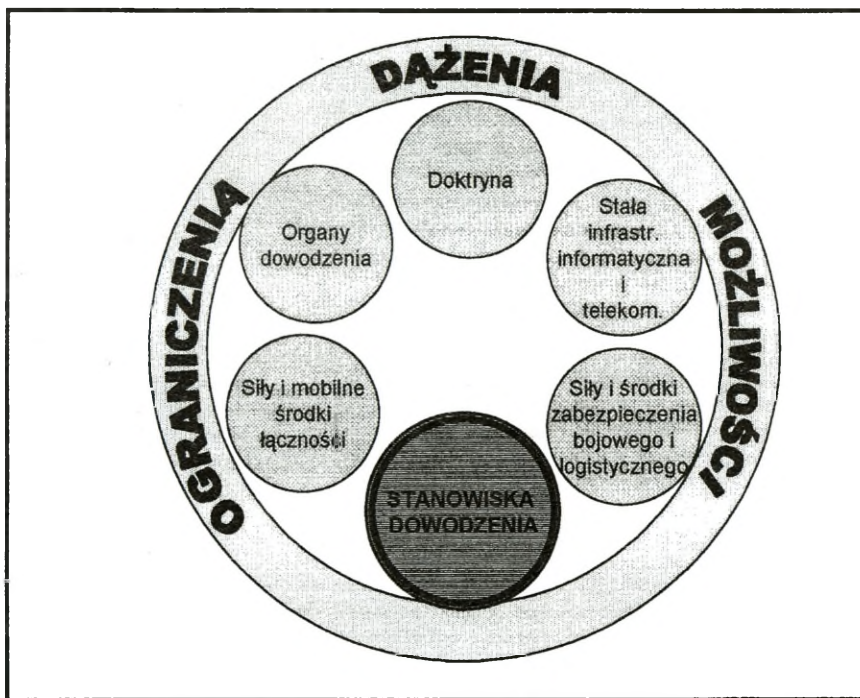 DĄŻENIA
OGRANICZENIA
MOŻLIWOŚCI
Doktryna
Organy
dowodzenia
Stała
infrastr.
informatyczna
i
telekom.
Siły i mobilne
środki
łączności
Siły i środki
zabezpieczenia
bojowego i
logistycznego
STANOWISKA
DOWODZENIA